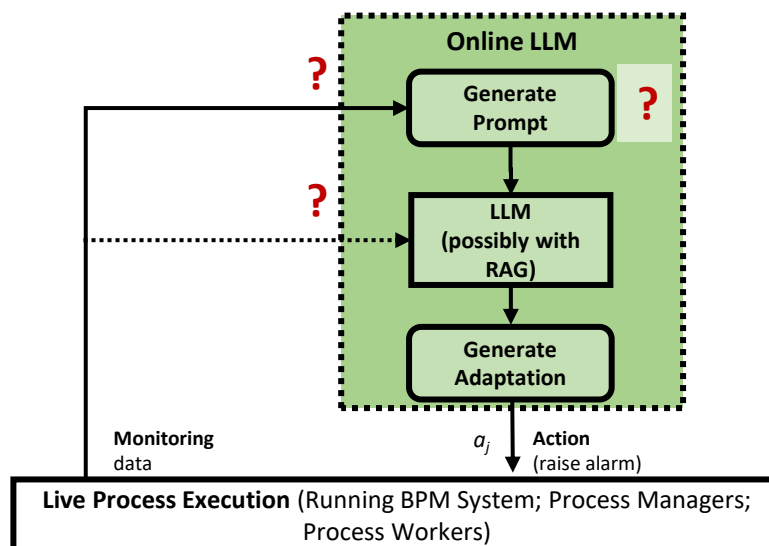 Online LLM
?
Generate
Prompt
?
?
LLM
(possibly with
RAG)
Generate
Adaptation
Monitoring
data
aj
Action
(raise alarm)
Live Process Execution (Running BPM System; Process Managers;
Process Workers)